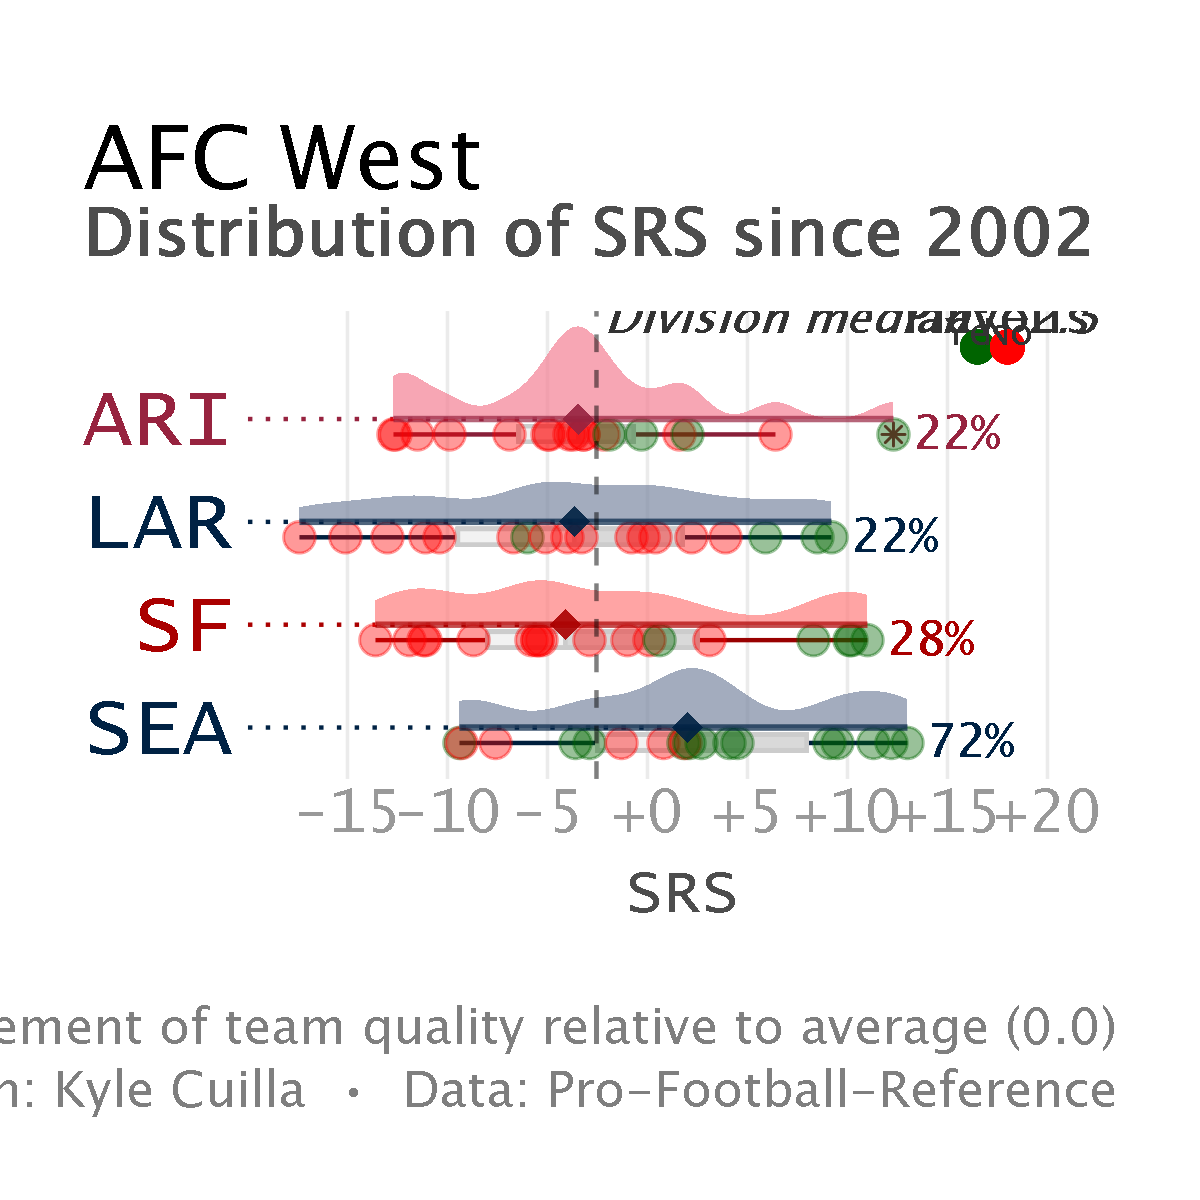 AFC West
Distribution of SRS since 2002
Division median
ARI 22%
LAR 22%
SF 28%
SEA 72%
-15 -10 -5 +0 +5 +10 +15 +20
SRS
ement of team quality relative to average (0.0)
n: Kyle Cuilla • Data: Pro-Football-Reference